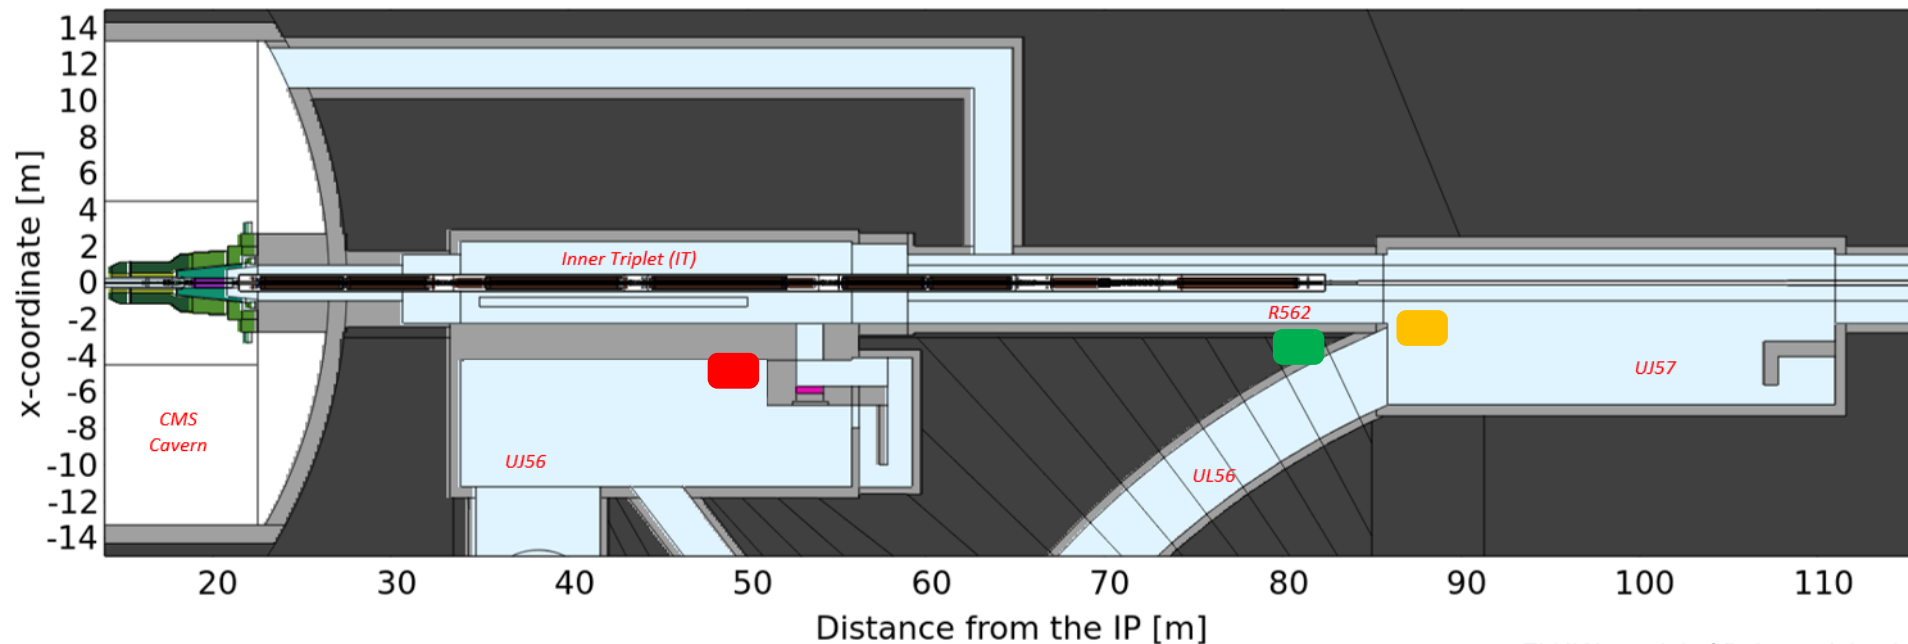 14
12
10
8
6
4
2
0
-2
-4
-6
-8
-10
-12
-14
x-coordinate [m]
Inner Triplet (IT)
R562
UJ57
CMS
Cavern
UJ56
UL56
20 30 40 50 60 70 80 90 100 110
Distance from the IP [m]